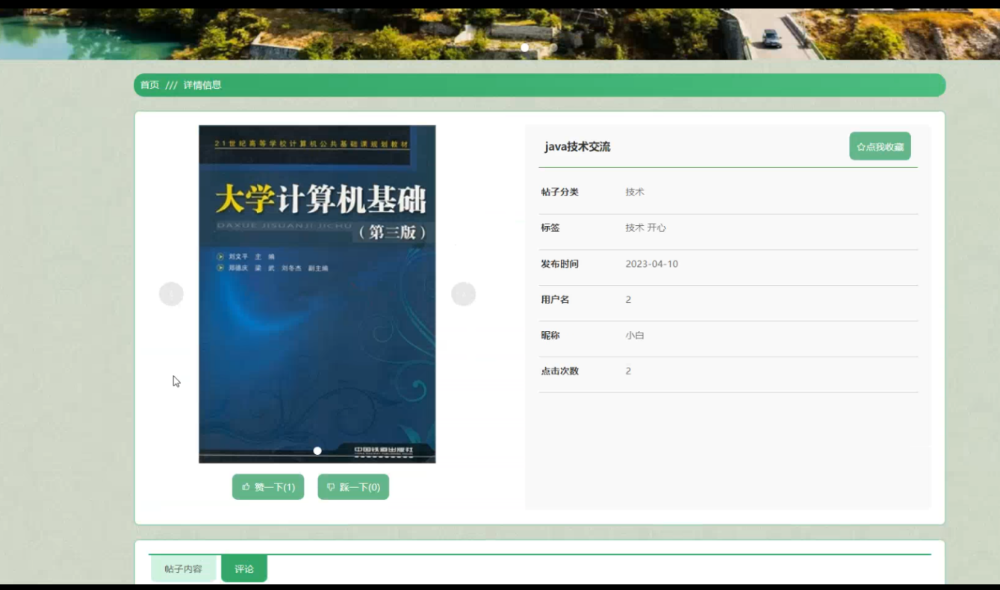 首页 /// 详情信息
21世纪高等学校计算机公共基础课规划教材
大学计算机基础
DAXUE JISUANJI JICHU
（第三版）
刘文平 主 编
郑德庆 梁 武 刘冬杰 副主编
中国铁道出版社
赞一下(1)
踩一下(0)
java技术交流
☆点我收藏
帖子分类 技术
标签 技术 开心
发布时间 2023-04-10
用户名 2
昵称 小白
点击次数 2
帖子内容
评论